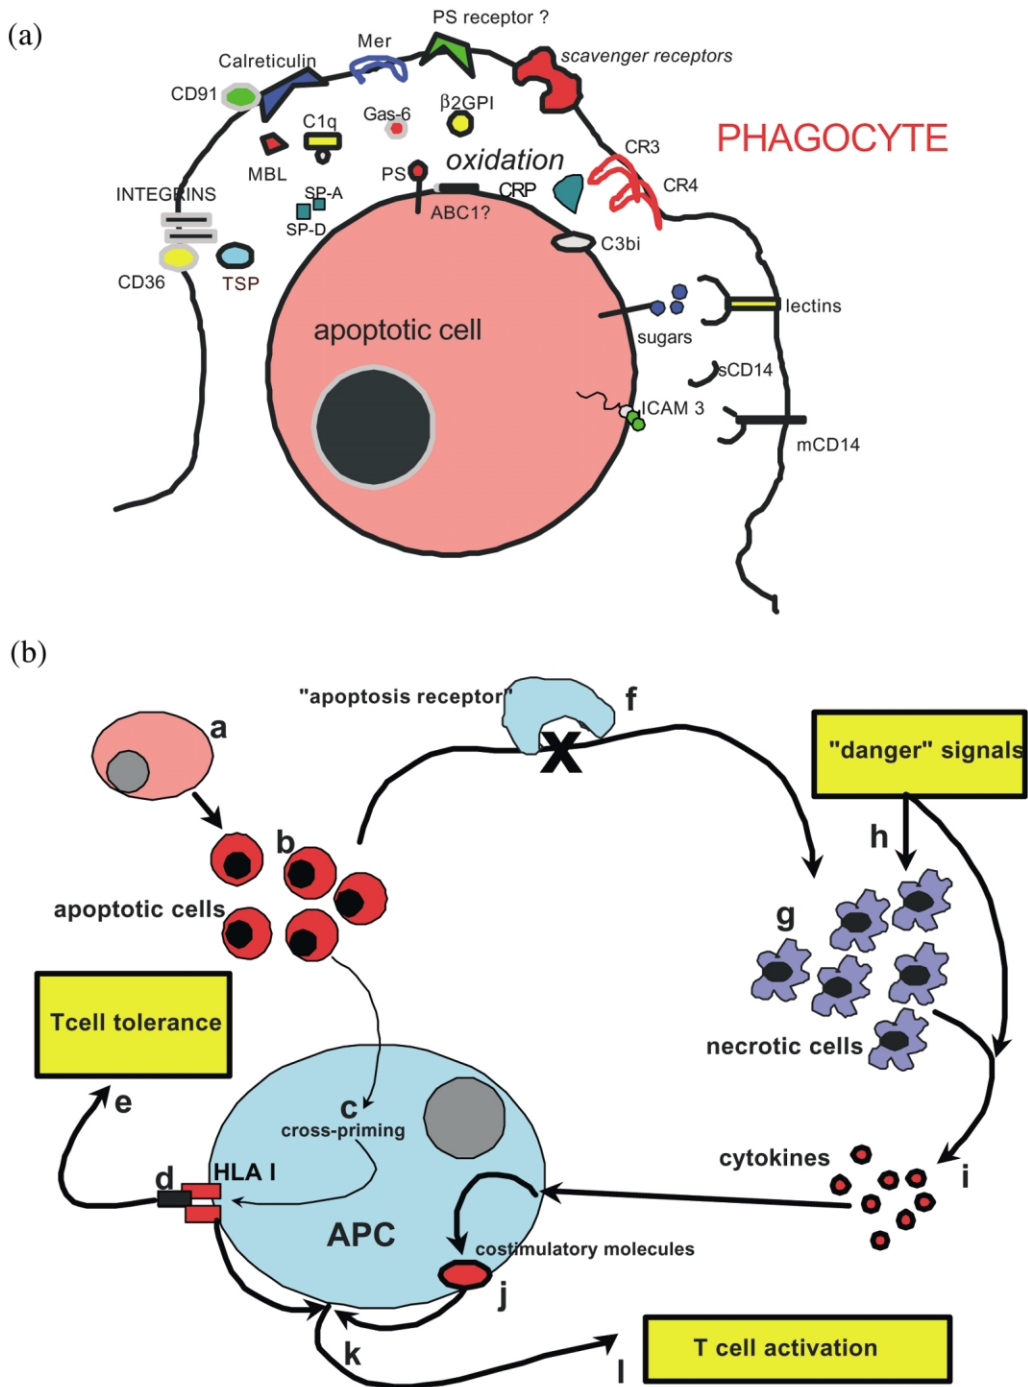 (a)
PS receptor ?
Mer
scavenger receptors
Calreticulin
CD91
C1q
Gas-6
β2GPI
PHAGOCYTE
MBL
oxidation
CR3
PS
CRP
CR4
INTEGRINS
SP-A
ABC1?
SP-D
C3bi
CD36
TSP
lectins
apoptotic cell
sugars
sCD14
ICAM 3
mCD14
(b)
"apoptosis receptor"
f
a
"danger" signals
b
h
apoptotic cells
g
Tcell tolerance
necrotic cells
e
c
cross-priming
cytokines
d
HLA I
i
APC
costimulatory molecules
j
k
l
T cell activation
X